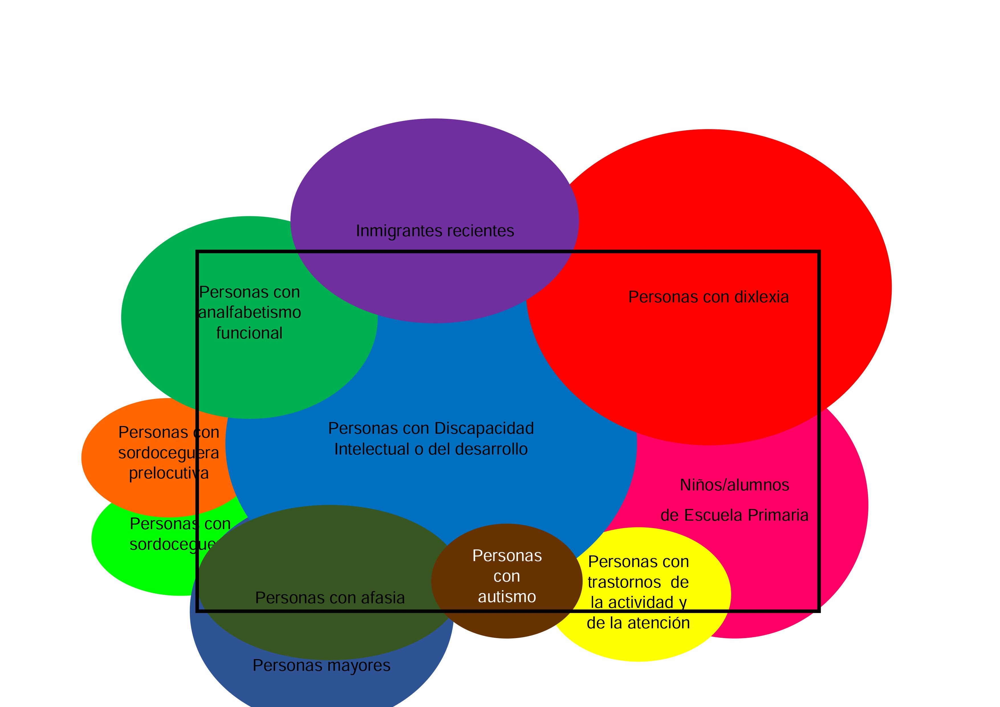 Inmigrantes recientes
Personas con
analfabetismo
funcional
Personas con dixlexia
Personas con
sordoceguera
prelocutiva
Personas con Discapacidad
Intelectual o del desarrollo
Niños/alumnos
de Escuela Primaria
Personas con
Personas con afasia
Personas
con
autismo
Personas con
trastornos de
la actividad y
de la atención
Personas mayores